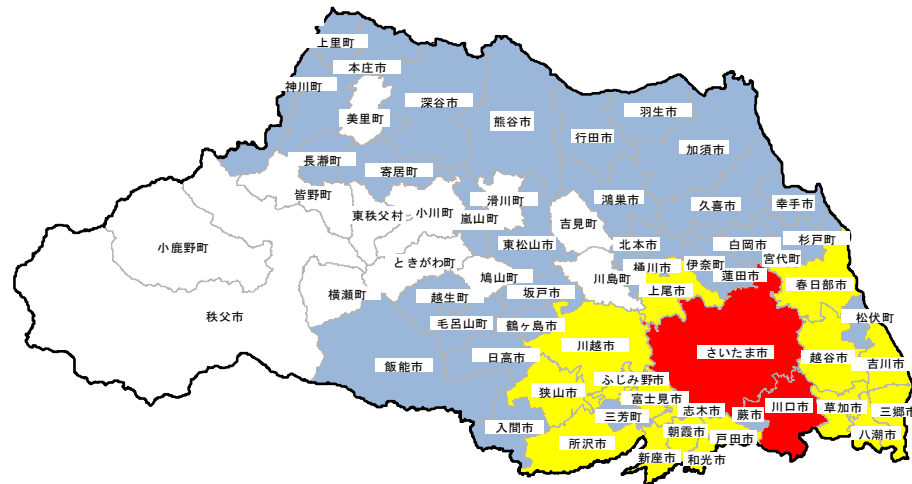 上里町
本庄市
神川町
美里町
深谷市
熊谷市
羽生市
行田市
加須市
長瀞町
寄居町
皆野町
東秩父村
小川町
滑川町
嵐山町
吉見町
鴻巣市
久喜市
幸手市
小鹿野町
東松山市
北本市
白岡市
杉戸町
ときがわ町
鳩山町
川島町
桶川市
伊奈町
宮代町
蓮田市
春日部市
横瀬町
越生町
坂戸市
上尾市
秩父市
毛呂山町
鶴ヶ島市
松伏町
川越市
さいたま市
越谷市
吉川市
飯能市
日高市
ふじみ野市
狭山市
富士見市
三芳町
志木市
蕨市
川口市
草加市
三郷市
入間市
所沢市
朝霞市
戸田市
八潮市
新座市
和光市